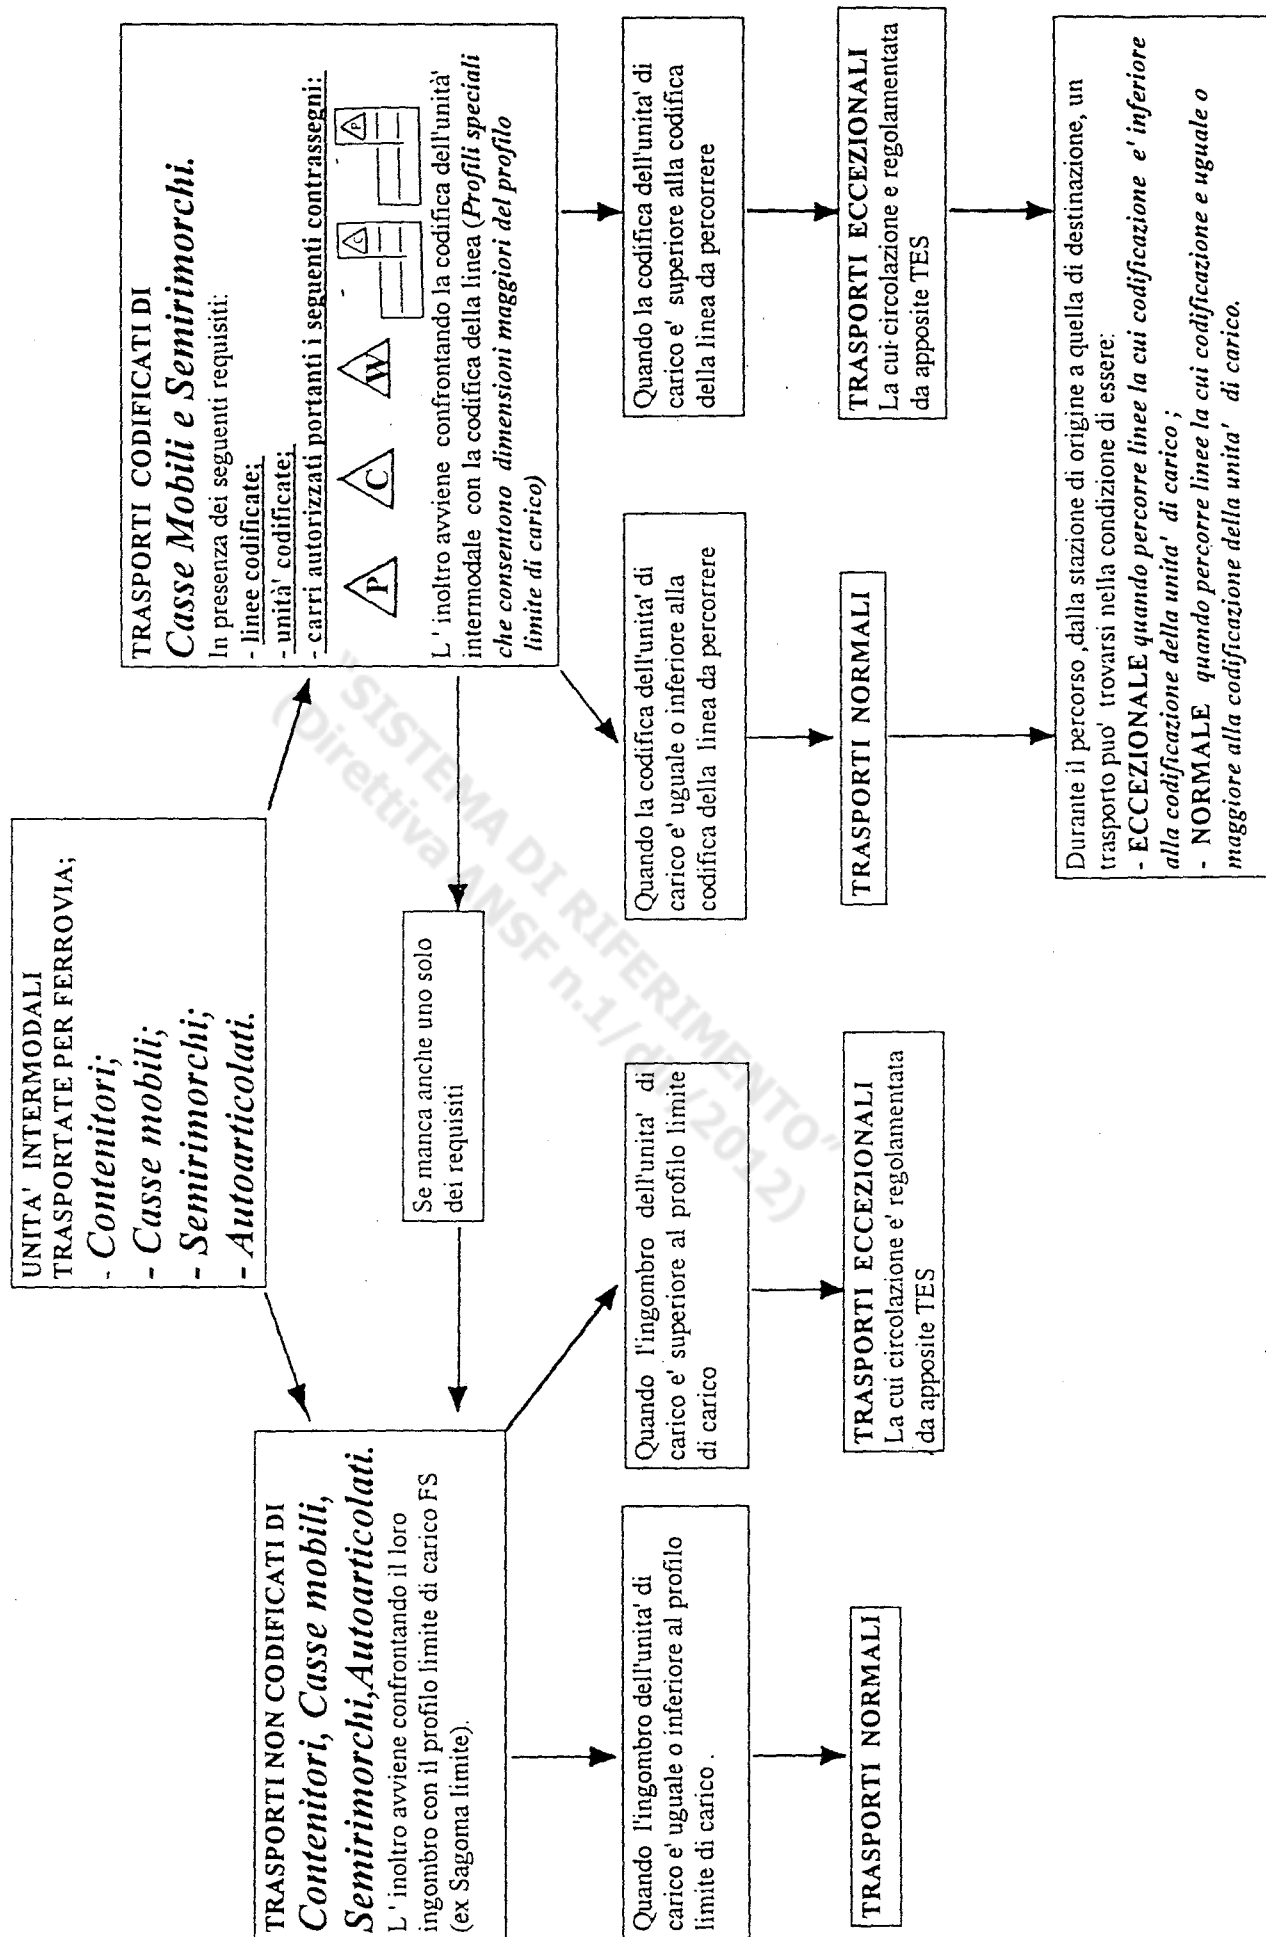 UNITA' INTERMODALI
TRASPORTATE PER FERROVIA;
- Contenitori;
- Casse mobili;
- Semirimorchi;
- Autoarticolati.
TRASPORTI NON CODIFICATI DI
Contenitori, Casse mobili,
Semirimorchi,Autoarticolati.
L' inoltro avviene confrontando il loro
ingombro con il profilo limite di carico FS
(ex Sagoma limite).
Se manca anche uno solo
dei requisiti
TRASPORTI CODIFICATI DI
Casse Mobili e Semirimorchi.
In presenza dei seguenti requisiti:
- linee codificate;
- unità' codificate;
- carri autorizzati portanti i seguenti contrassegni:
P C W C P
L' inoltro avviene confrontando la codifica dell'unità'
intermodale con la codifica della linea (Profili speciali
che consentono dimensioni maggiori del profilo
limite di carico)
Quando l'ingombro dell'unita' di
carico e' uguale o inferiore al profilo
limite di carico .
Quando l'ingombro dell'unita' di
carico e' superiore al profilo limite
di carico
Quando la codifica dell'unita' di
carico e' uguale o inferiore alla
codifica della linea da percorrere
Quando la codifica dell'unita' di
carico e' superiore alla codifica
della linea da percorrere
TRASPORTI NORMALI
TRASPORTI ECCEZIONALI
La cui circolazione e' regolamentata
da apposite TES
TRASPORTI NORMALI
TRASPORTI ECCEZIONALI
La cui circolazione e regolamentata
da apposite TES
Durante il percorso ,dalla stazione di origine a quella di destinazione, un
trasporto puo' trovarsi nella condizione di essere:
- ECCEZIONALE quando percorre linee la cui codificazione e' inferiore
alla codificazione della unita' di carico ;
- NORMALE quando percorre linee la cui codificazione e uguale o
maggiore alla codificazione della unita' di carico.
"SISTEMA DI RIFERIMENTO"
(Direttiva ANSF n.1/dir/2012)